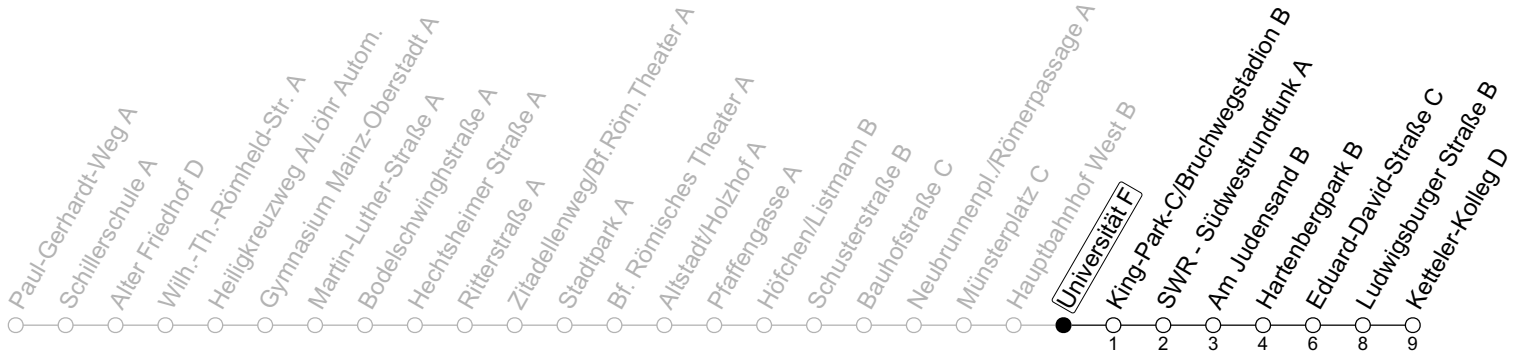 Paul-Gerhardt-Weg A
Schillerschule A
Alter Friedhof D
Wilh.-Th.-Römheld-Str. A
Heiligkreuzweg A/Löhr Autom.
Gymnasium Mainz-Oberstadt A
Martin-Luther-Straße A
Bodelschwinghstraße A
Hechtsheimer Straße A
Ritterstraße A
Zitadellenweg/Bf.Röm.Theater A
Stadtpark A
Bf. Römisches Theater A
Altstadt/Holzhof A
Pfaffengasse A
Höfchen/Listmann B
Schusterstraße B
Bauhofstraße C
Neubrunnenpl./Römerpassage A
Münsterplatz C
Hauptbahnhof West B
Universität F
King-Park-C/Bruchwegstadion B
SWR - Südwestrundfunk A
Am Judensand B
Hartenbergpark B
Eduard-David-Straße C
Ludwigsburger Straße B
Ketteler-Kolleg D
1 2 3 4 6 8 9